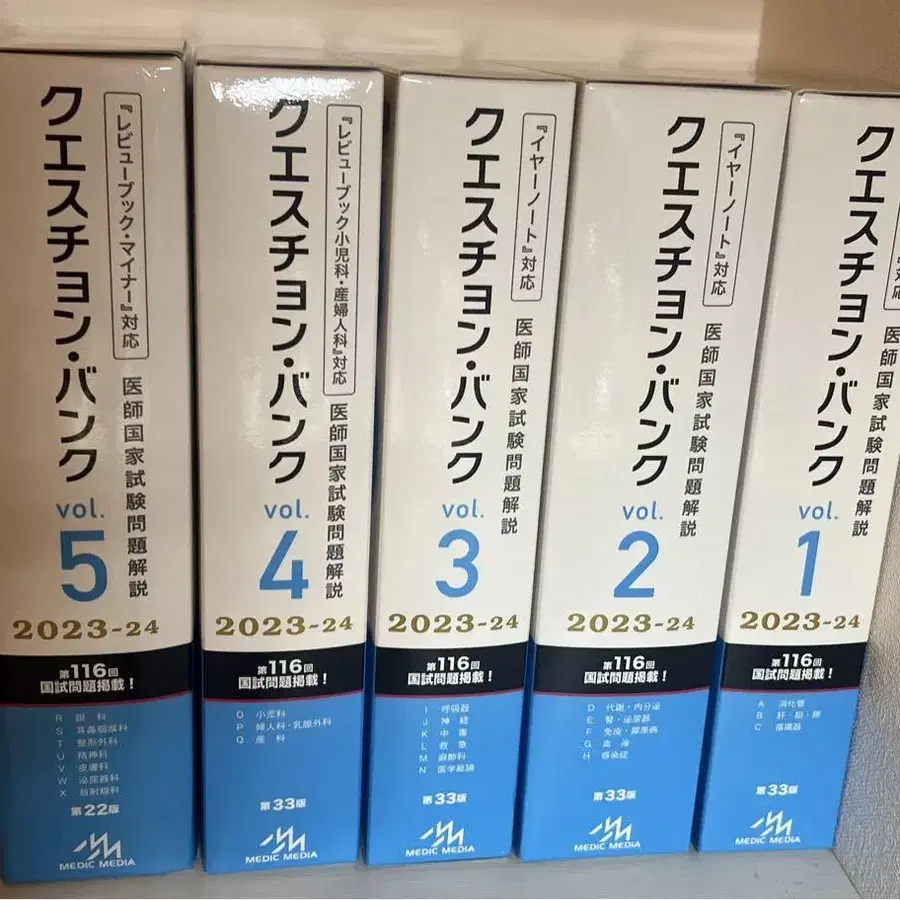 『レビューブック・マイナー』対応
クエスチョン・バンク
医師国家試験問題解説
vol.
5
2023-24
第116回
国試問題掲載！
R 眼科
S 耳鼻咽喉科
T 整形外科
U 精神科
V 皮膚科
W 泌尿器科
X 放射線科
第22版
MEDIC MEDIA
『レビューブック小児科・産婦人科』対応
クエスチョン・バンク
医師国家試験問題解説
vol.
4
2023-24
第116回
国試問題掲載！
O 小児科
P 婦人科・乳腺外科
Q 産科
第33版
MEDIC MEDIA
『イヤーノート』対応
クエスチョン・バンク
医師国家試験問題解説
vol.
3
2023-24
第116回
国試問題掲載！
I 呼吸器
J 神経
K 中毒
L 救急
M 麻酔科
N 医学総論
第33版
MEDIC MEDIA
『イヤーノート』対応
クエスチョン・バンク
医師国家試験問題解説
vol.
2
2023-24
第116回
国試問題掲載！
D 代謝・内分泌
E 腎・泌尿器
F 免疫・膠原病
G 血液
H 感染症
第33版
MEDIC MEDIA
対応
クエスチョン・バンク
医師国家試験問題解説
vol.
1
2023-24
第116回
国試問題掲載！
A 消化管
B 肝・胆・膵
C 循環器
第33版
MEDIC MEDIA